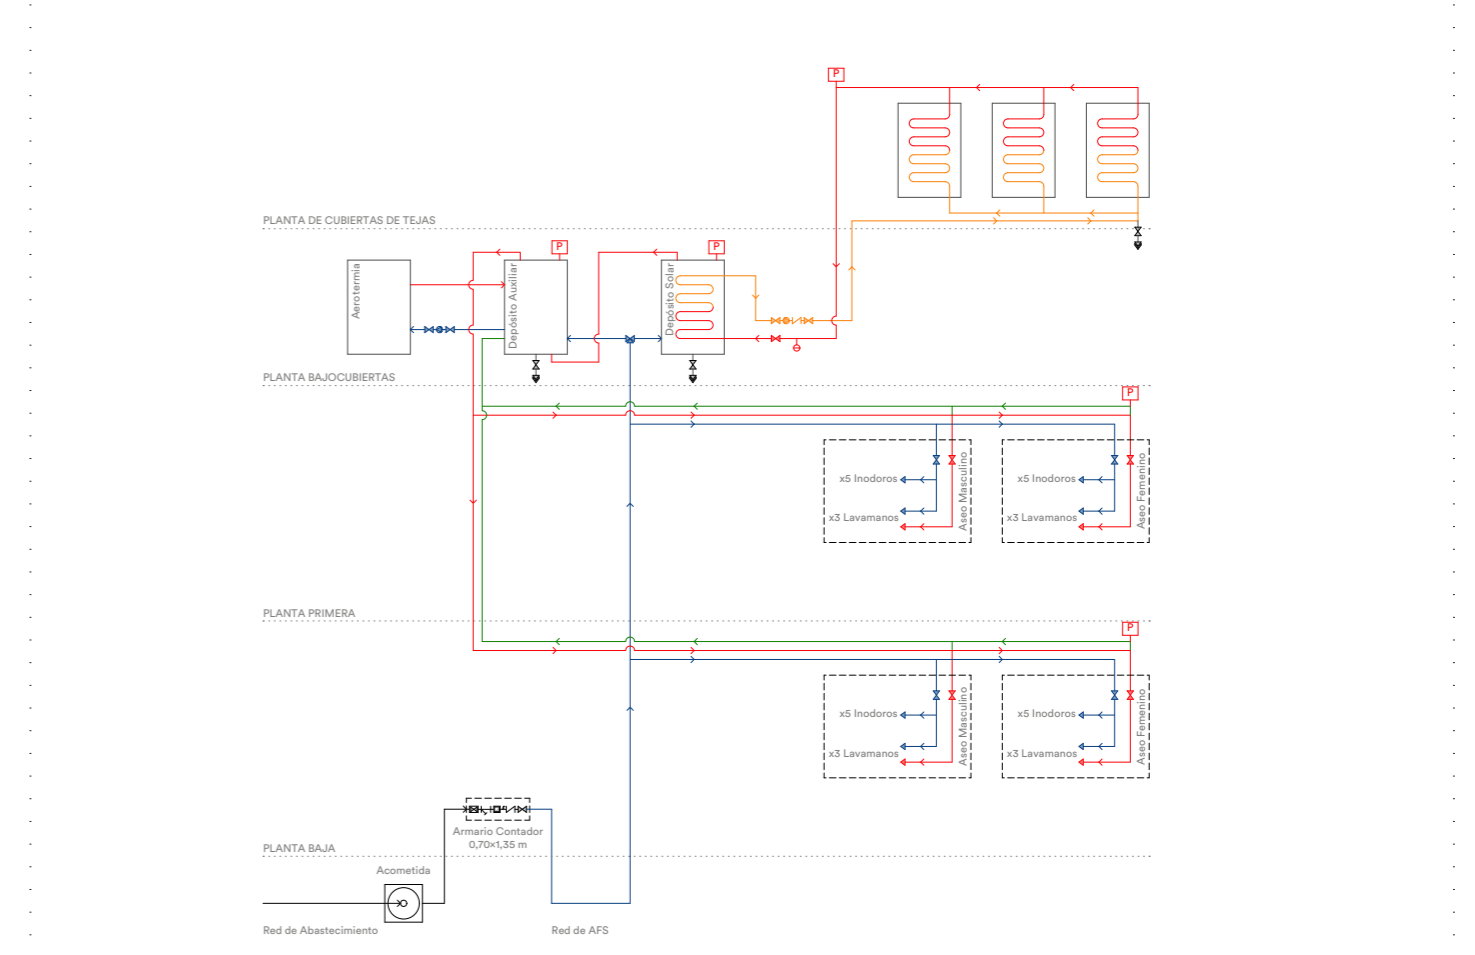 P
PLANTA DE CUBIERTAS DE TEJAS
P
P
Aerotermia
Depósito Auxiliar
Depósito Solar
PLANTA BAJOCUBIERTAS
P
x5 Inodoros
x3 Lavamanos
Aseo Masculino
x5 Inodoros
x3 Lavamanos
Aseo Femenino
PLANTA PRIMERA
P
x5 Inodoros
x3 Lavamanos
Aseo Masculino
x5 Inodoros
x3 Lavamanos
Aseo Femenino
Armario Contador
0,70×1,35 m
PLANTA BAJA
Acometida
Red de Abastecimiento
Red de AFS